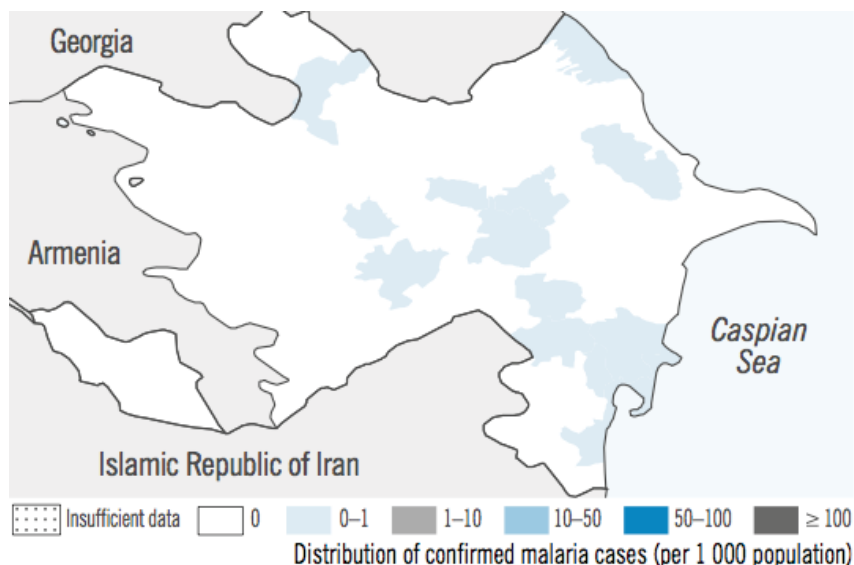 Georgia
Armenia
Caspian
Sea
Islamic Republic of Iran
Insufficient data 0 0–1 1–10 10–50 50–100 ≥ 100
Distribution of confirmed malaria cases (per 1 000 population)